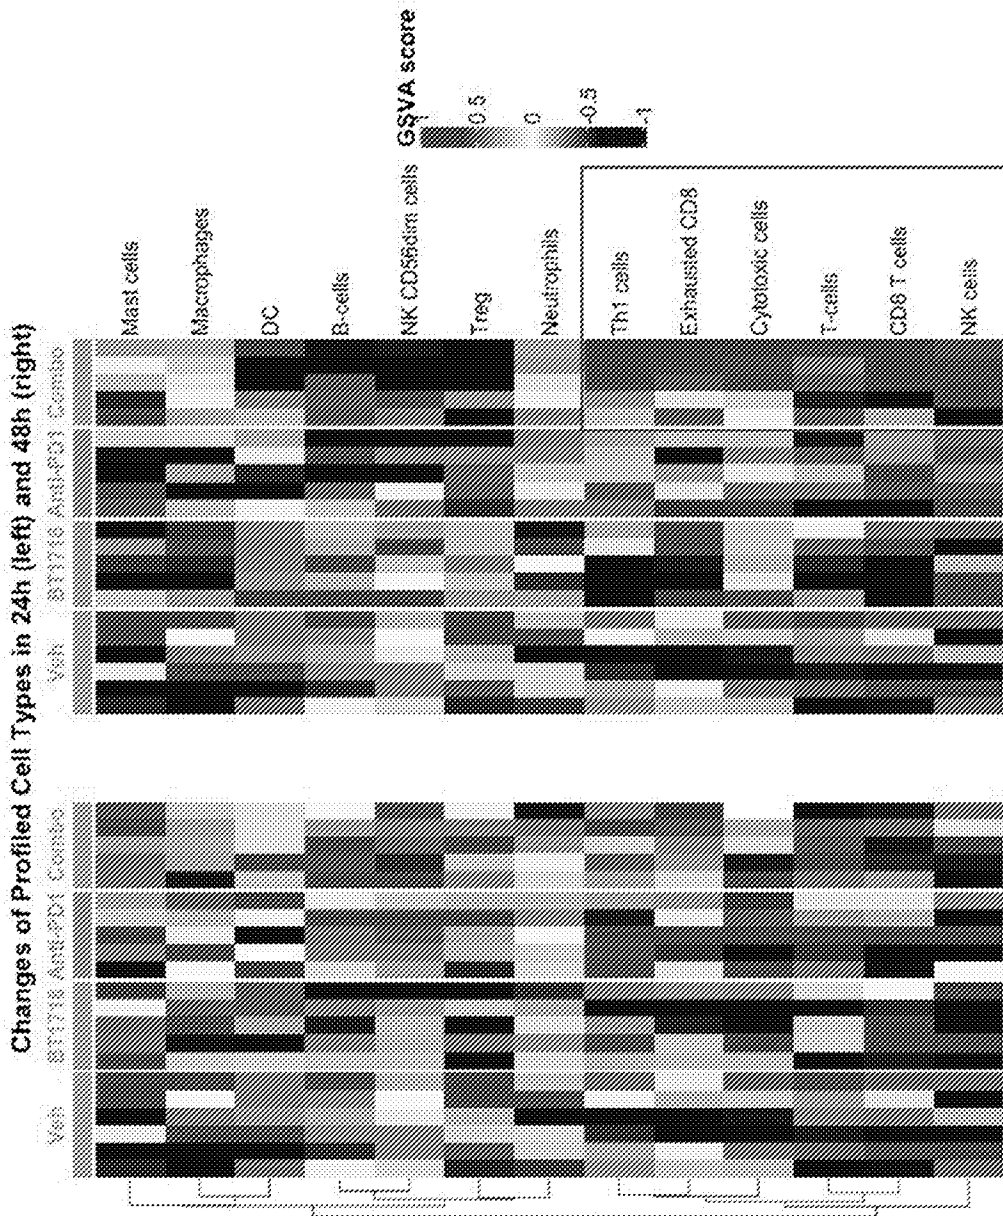 Changes of Profiled Cell Types in 24h (left) and 48h (right)
Veh
BT1718
Anti-PD1
Combo
Veh
BT1718
Anti-PD1
Combo
Mast cells
Macrophages
DC
B-cells
NK CD56dim cells
Treg
Neutrophils
Th1 cells
Exhausted CD8
Cytotoxic cells
T-cells
CD8 T cells
NK cells
GSVA score
1
0.5
0
-0.5
-1